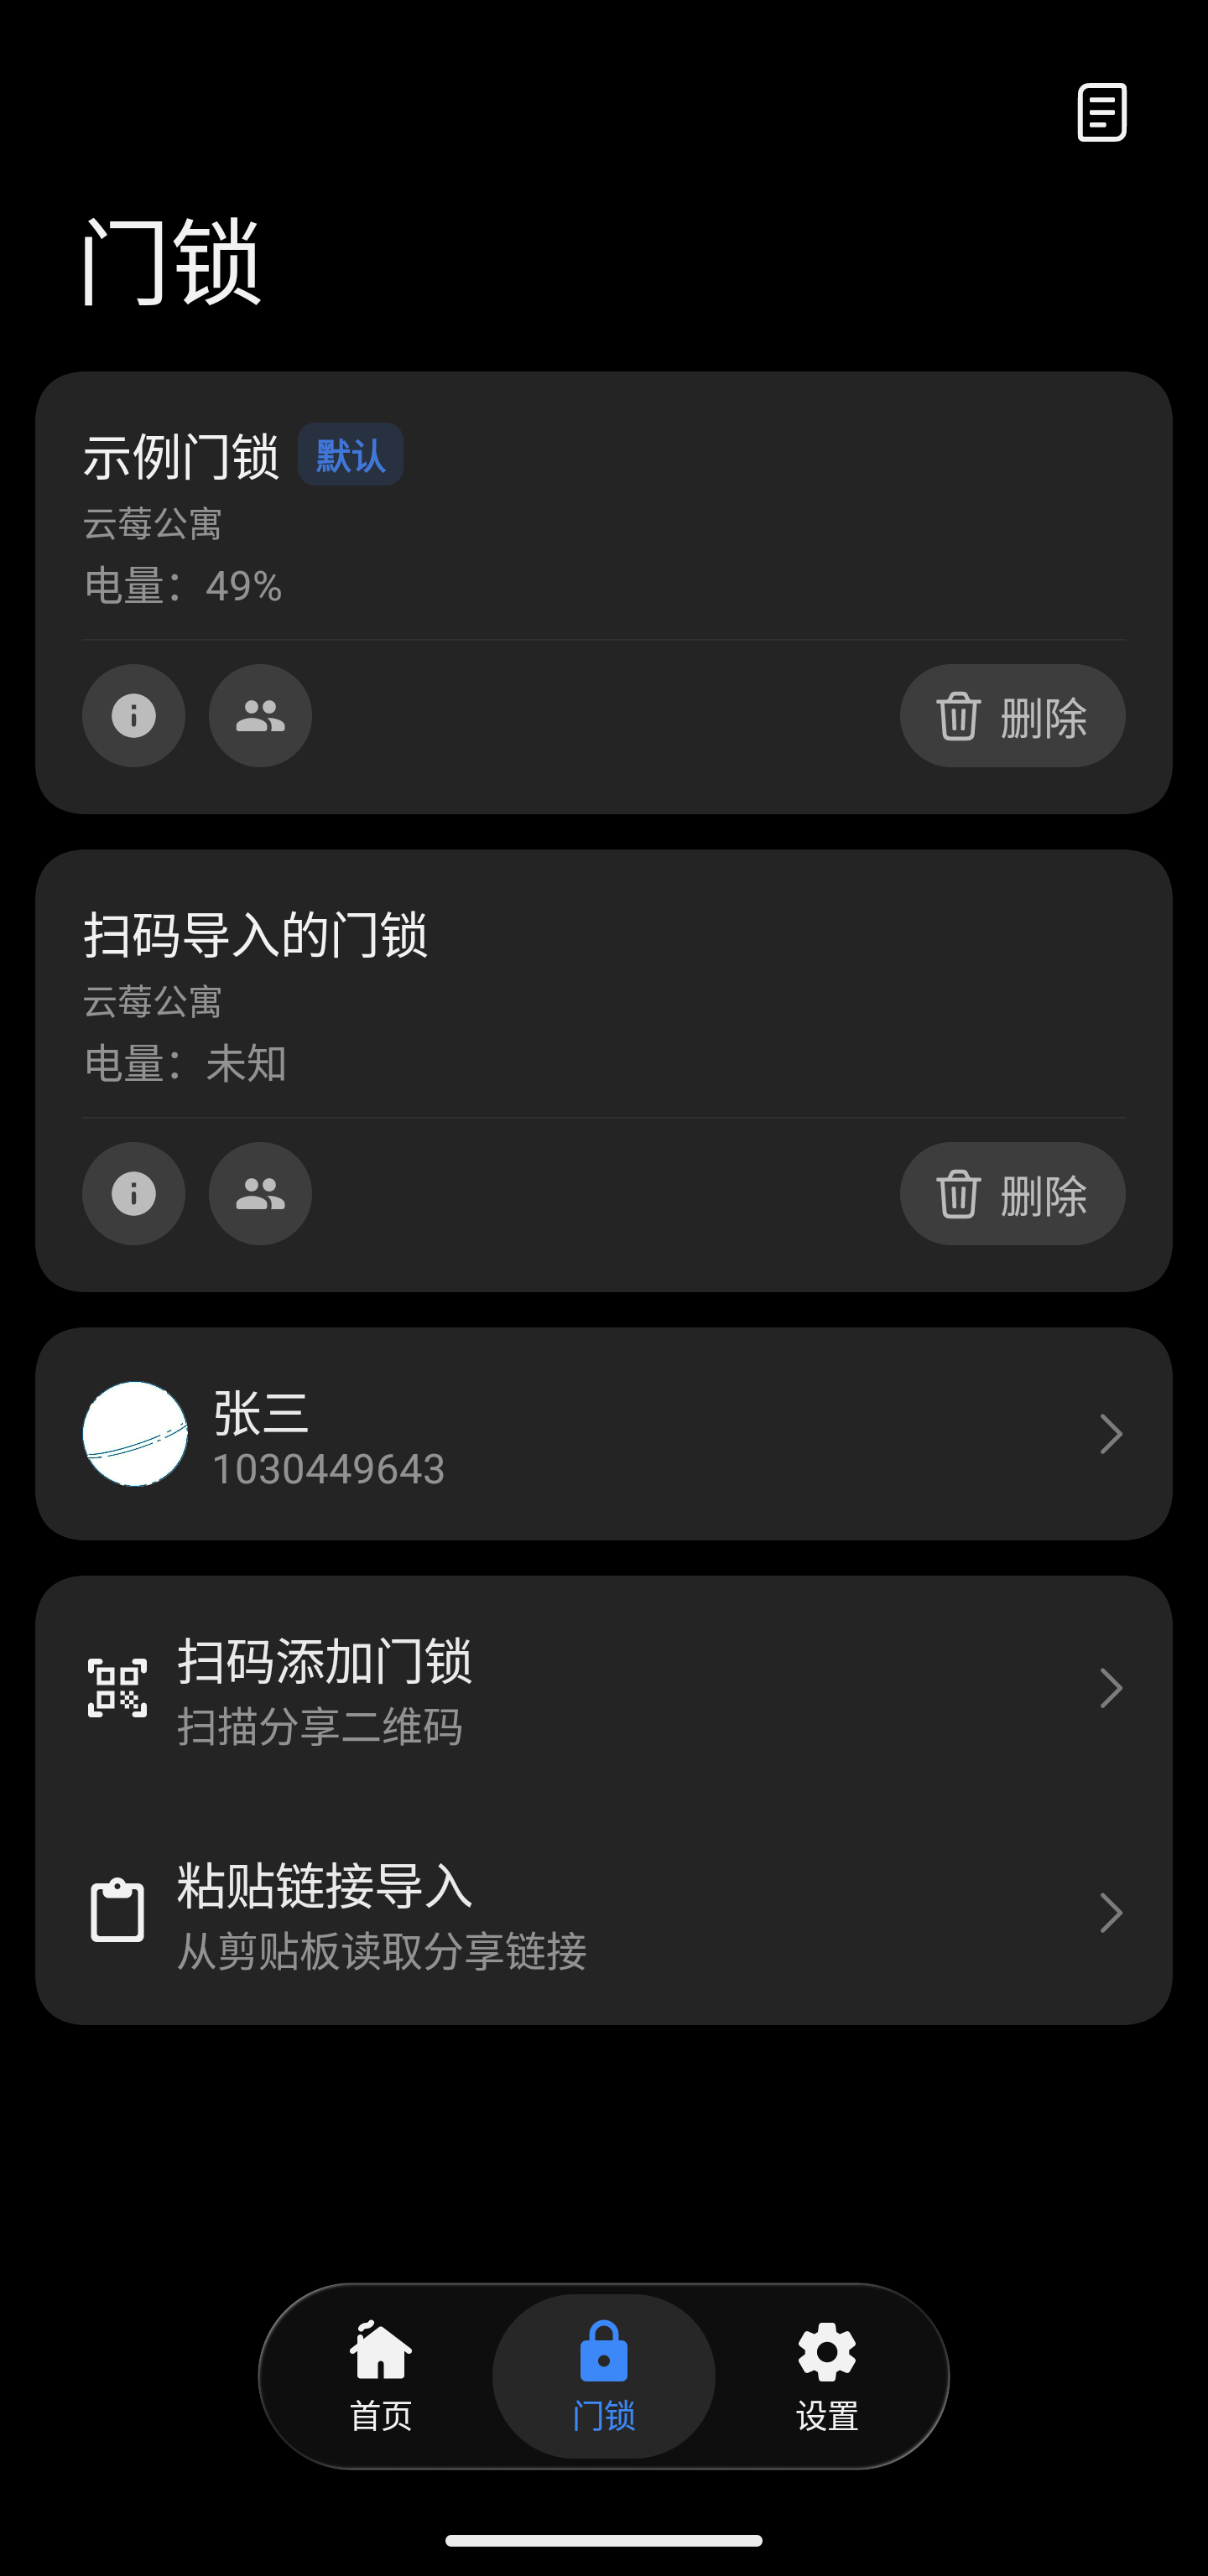 门锁
示例门锁 默认
云莓公寓
电量：49%
删除
扫码导入的门锁
云莓公寓
电量：未知
删除
张三
1030449643
扫码添加门锁
扫描分享二维码
粘贴链接导入
从剪贴板读取分享链接
首页 门锁 设置